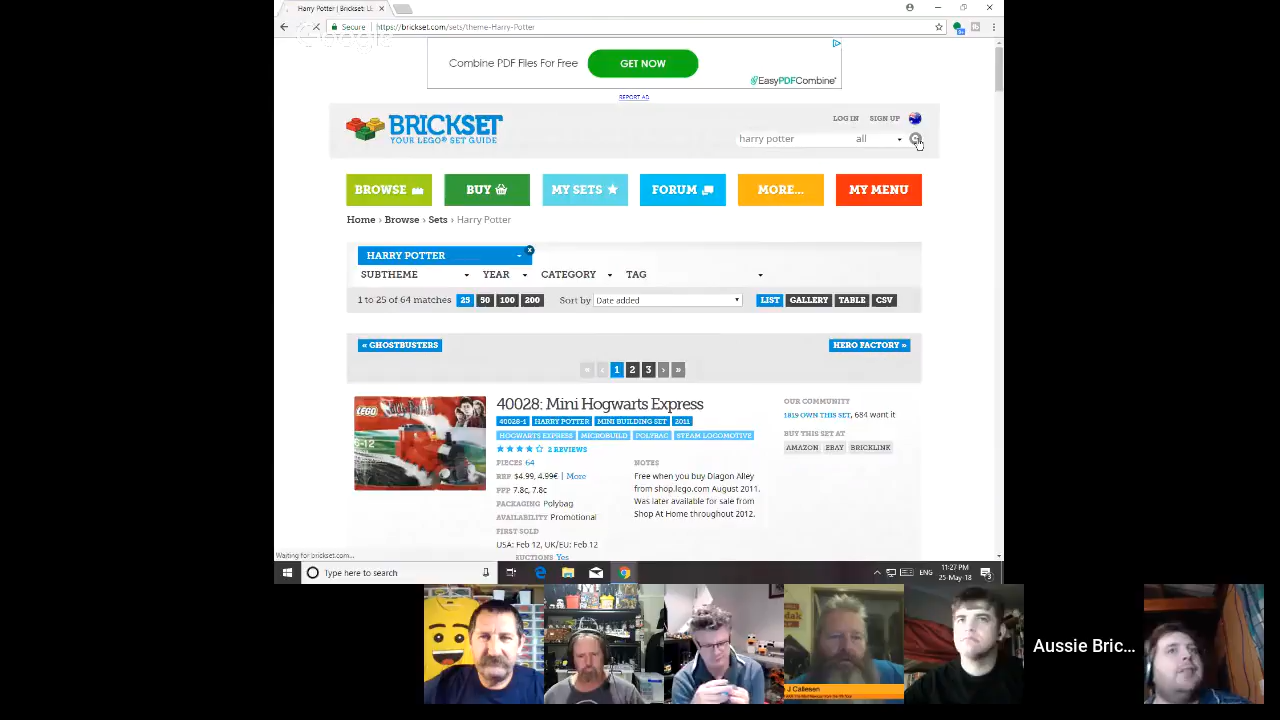 Harry Potter | Brickset: L
Secure https://brickset.com/sets/theme-Harry-Potter
Combine PDF Files For Free GET NOW
EasyPDFCombine
REPORT AD
BRICKSET
YOUR LEGO® SET GUIDE
LOG IN SIGN UP
harry potter all
BROWSE BUY MY SETS FORUM MORE... MY MENU
Home › Browse › Sets › Harry Potter
HARRY POTTER x
SUBTHEME YEAR CATEGORY TAG
1 to 25 of 64 matches 25 50 100 200 Sort by Date added LIST GALLERY TABLE CSV
« GHOSTBUSTERS HERO FACTORY »
« ‹ 1 2 3 › »
LEGO
40028: Mini Hogwarts Express
40028-1 HARRY POTTER MINI BUILDING SET 2011
HOGWARTS EXPRESS MICROBUILD POLYBAG STEAM LOCOMOTIVE
2 REVIEWS
PIECES 64
RRP $4.99, 4.99€ | More
PPP 7.8c, 7.8c
PACKAGING Polybag
AVAILABILITY Promotional
FIRST SOLD
USA: Feb 12, UK/EU: Feb 12
UCTIONS Yes
NOTES
Free when you buy Diagon Alley
from shop.lego.com August 2011.
Was later available for sale from
Shop At Home throughout 2012.
OUR COMMUNITY
1819 OWN THIS SET, 684 want it
BUY THIS SET AT
AMAZON EBAY BRICKLINK
Waiting for brickset.com...
Type here to search
ENG
11:27 PM
25-May-18
J Callesen
Aussie Bric...